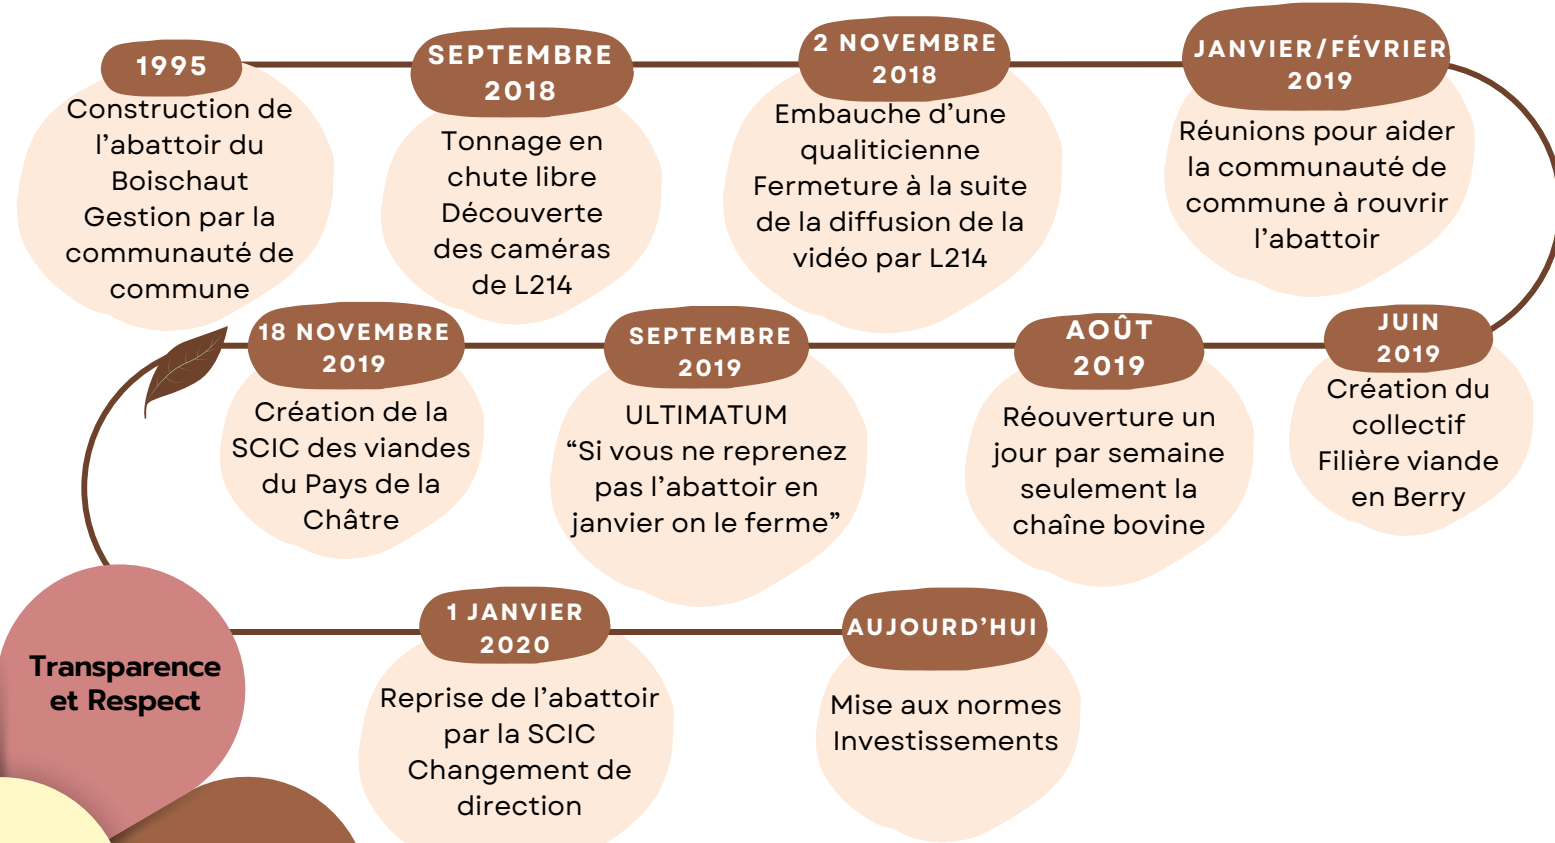 1995
Construction de
l’abattoir du
Boischaut
Gestion par la
communauté de
commune
SEPTEMBRE
2018
Tonnage en
chute libre
Découverte
des caméras
de L214
2 NOVEMBRE
2018
Embauche d’une
qualiticienne
Fermeture à la suite
de la diffusion de la
vidéo par L214
JANVIER/FÉVRIER
2019
Réunions pour aider
la communauté de
commune à rouvrir
l’abattoir
JUIN
2019
Création du
collectif
Filière viande
en Berry
AOÛT
2019
Réouverture un
jour par semaine
seulement la
chaîne bovine
SEPTEMBRE
2019
ULTIMATUM
“Si vous ne reprenez
pas l’abattoir en
janvier on le ferme”
18 NOVEMBRE
2019
Création de la
SCIC des viandes
du Pays de la
Châtre
Transparence
et Respect
1 JANVIER
2020
Reprise de l’abattoir
par la SCIC
Changement de
direction
AUJOURD’HUI
Mise aux normes
Investissements